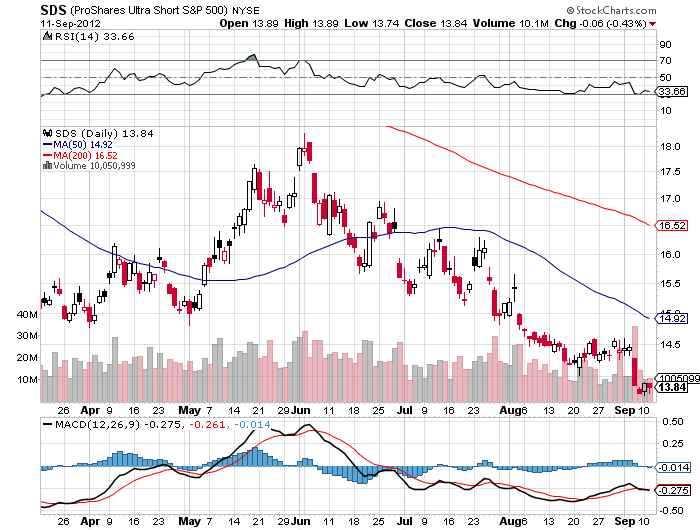 SDS (ProShares Ultra Short S&P 500) NYSE © StockCharts.com
11-Sep-2012 Open 13.89 High 13.89 Low 13.74 Close 13.84 Volume 10.1M Chg -0.06 (-0.43%)
RSI(14) 33.66
90
70
50
33.66
30
10
SDS (Daily) 13.84
MA(50) 14.92
MA(200) 16.52
Volume 10,050,999
18.0
17.5
17.0
16.52
16.0
15.5
15.0
14.92
14.5
13.84
40M
30M
20M
10M
26 Apr 9 16 23 May 7 14 21 Jun 11 18 25 Jul 9 16 23 Aug 6 13 20 27 Sep 10
MACD(12,26,9) -0.275, -0.261, -0.014
0.50
0.25
-0.014
-0.275
-0.50
26 Apr 9 16 23 May 7 14 21 Jun 11 18 25 Jul 9 16 23 Aug 6 13 20 27 Sep 10